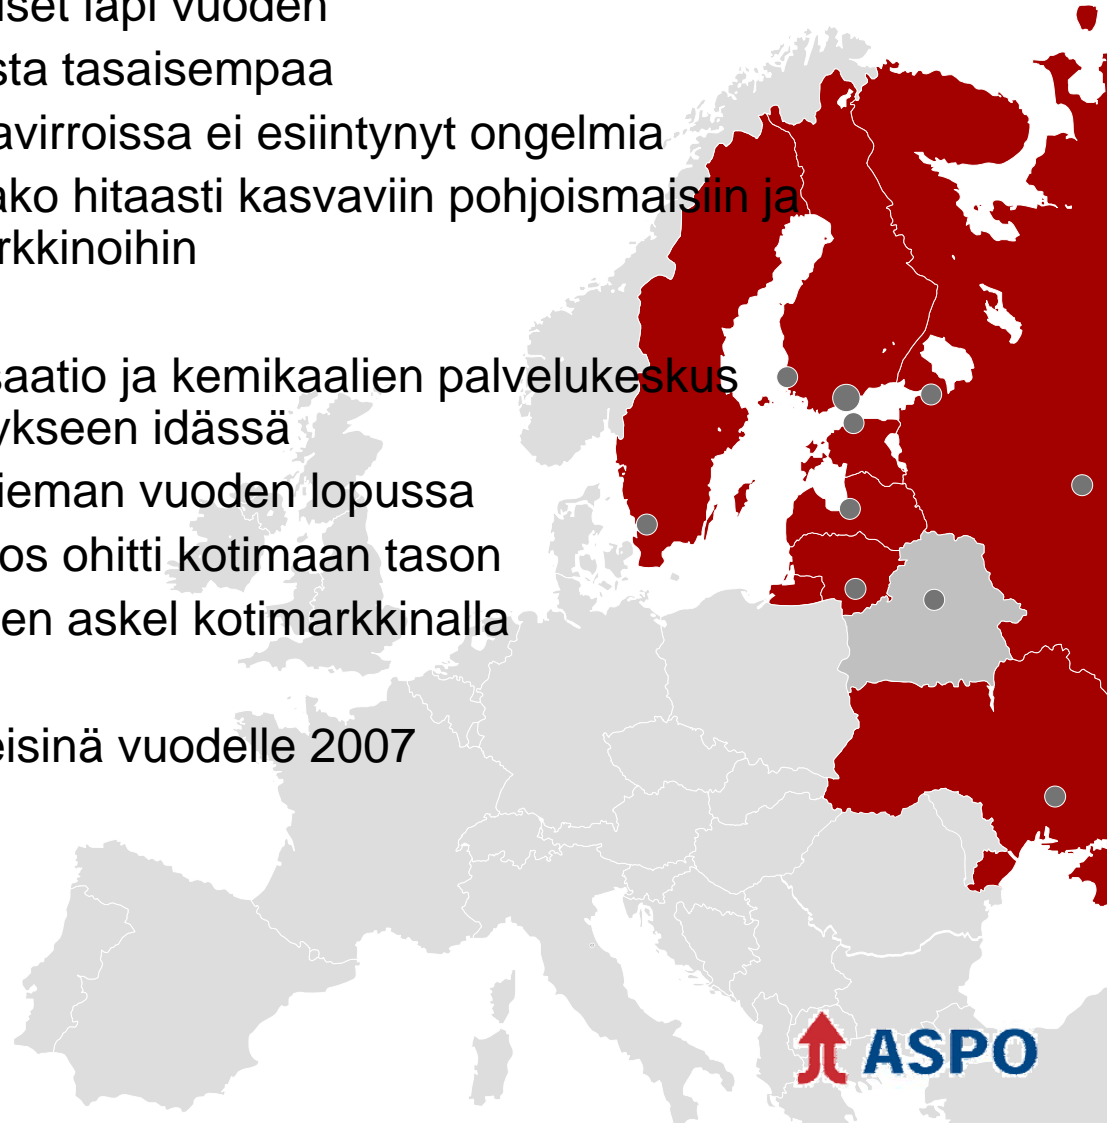 iset läpi vuoden
sta tasaisempaa
avirroissa ei esiintynyt ongelmia
ako hitaasti kasvaviin pohjoismaisiin ja
rkkinoihin
saatio ja kemikaalien palvelukeskus
ykseen idässä
ieman vuoden lopussa
os ohitti kotimaan tason
en askel kotimarkkinalla
eisinä vuodelle 2007
ASPO